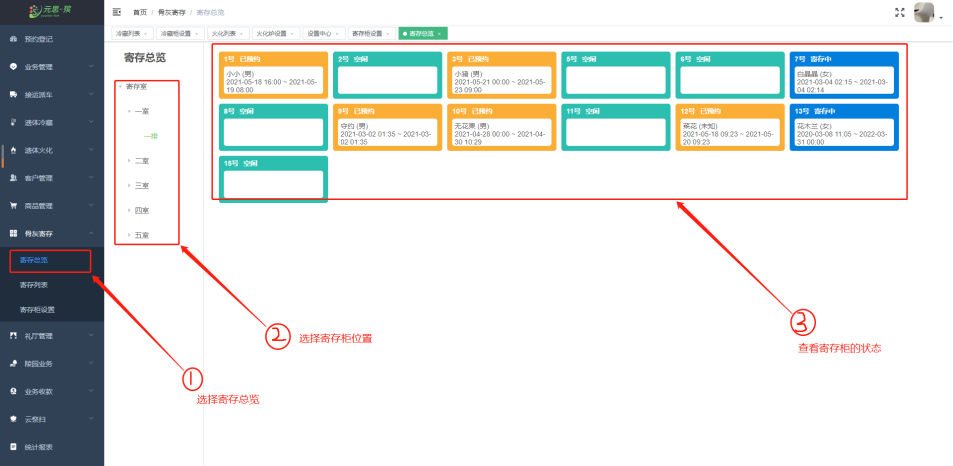 元思·殡
首页 / 骨灰寄存 / 寄存总览
冷藏列表 × 冷藏柜设置 × 火化列表 × 火化炉设置 × 设置中心 × 寄存柜设置 × 寄存总览 ×
预约登记
业务管理
接运派车
遗体冷藏
遗体火化
客户管理
商品管理
骨灰寄存
寄存总览
寄存列表
寄存柜设置
礼厅管理
陵园业务
业务收款
云祭扫
统计报表
寄存总览
寄存室
一室
一排
二室
三室
四室
五室
1号 已预约
小小 (男)
2021-05-18 16:00 ~ 2021-05-
19 08:00
2号 空闲
3号 已预约
小猫 (男)
2021-05-21 00:00 ~ 2021-05-
23 09:00
5号 空闲
6号 空闲
7号 寄存中
白晶晶 (女)
2021-03-04 02:15 ~ 2021-03-
04 02:14
8号 空闲
9号 已预约
守约 (男)
2021-03-02 01:35 ~ 2021-03-
02 01:35
10号 已预约
无花果 (男)
2021-04-28 00:00 ~ 2021-04-
30 10:29
11号 空闲
12号 已预约
茶花 (未知)
2021-05-18 09:23 ~ 2021-05-
20 09:23
13号 寄存中
花木兰 (女)
2020-03-08 11:05 ~ 2022-03-
31 00:00
15号 空闲
1
选择寄存总览
2
选择寄存柜位置
3
查看寄存柜的状态